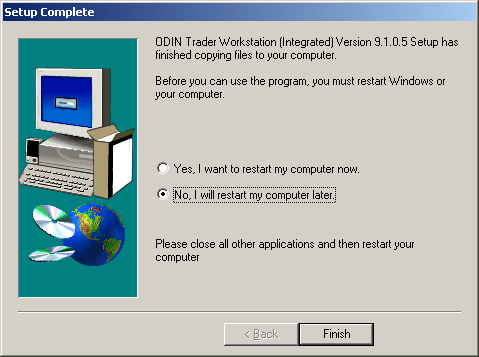 Setup Complete
ODIN Trader Workstation (Integrated) Version 9.1.0.5 Setup has
finished copying files to your computer.
Before you can use the program, you must restart Windows or
your computer.
Yes, I want to restart my computer now.
No, I will restart my computer later.
Please close all other applications and then restart your
computer
< Back
Finish